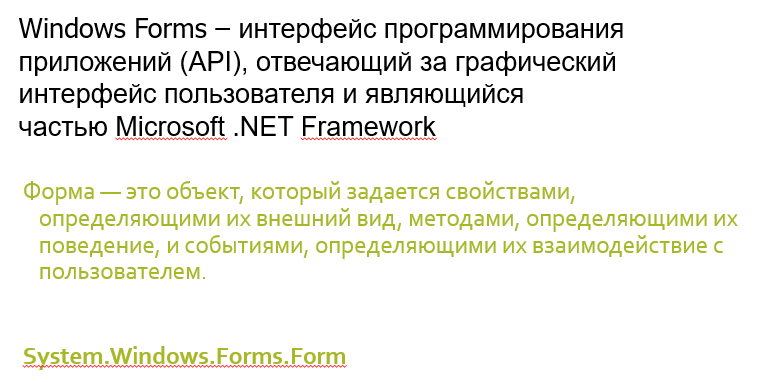 Windows Forms – интерфейс программирования
приложений (API), отвечающий за графический
интерфейс пользователя и являющийся
частью Microsoft .NET Framework
Форма — это объект, который задается свойствами,
определяющими их внешний вид, методами, определяющими их
поведение, и событиями, определяющими их взаимодействие с
пользователем.
System.Windows.Forms.Form